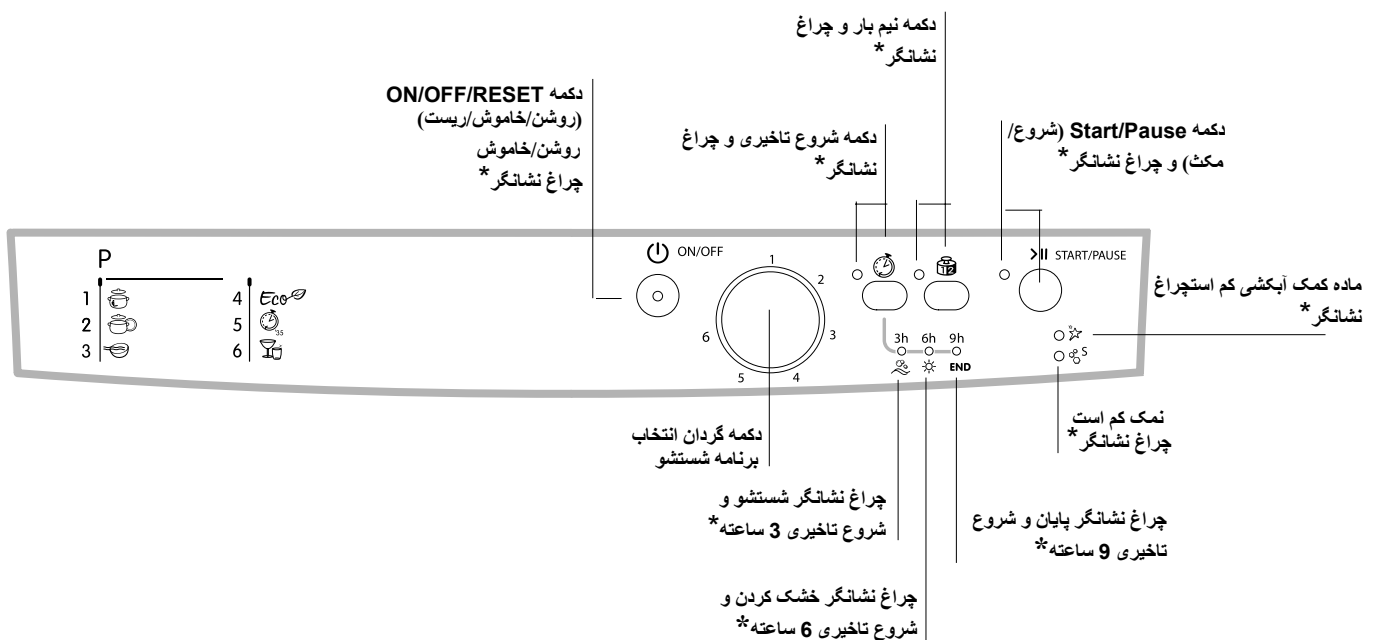 دکمه نیم بار و چراغ
نشانگر*
دکمه ON/OFF/RESET
(روشن/خاموش/ریست)
روشن/خاموش
چراغ نشانگر*
دکمه شروع تاخیری و چراغ
نشانگر*
دکمه Start/Pause (شروع/
مکث) و چراغ نشانگر*
P
1
2
3
4 Eco
5 35
6
ON/OFF
1
2
3
4
5
6
1/2
START/PAUSE
3h 6h 9h
END
S
ماده کمک آبکشی کم استچراغ
نشانگر*
نمک کم است
چراغ نشانگر*
دکمه گردان انتخاب
برنامه شستشو
چراغ نشانگر شستشو و
شروع تاخیری 3 ساعته*
چراغ نشانگر پایان و شروع
تاخیری 9 ساعته*
چراغ نشانگر خشک کردن و
شروع تاخیری 6 ساعته*